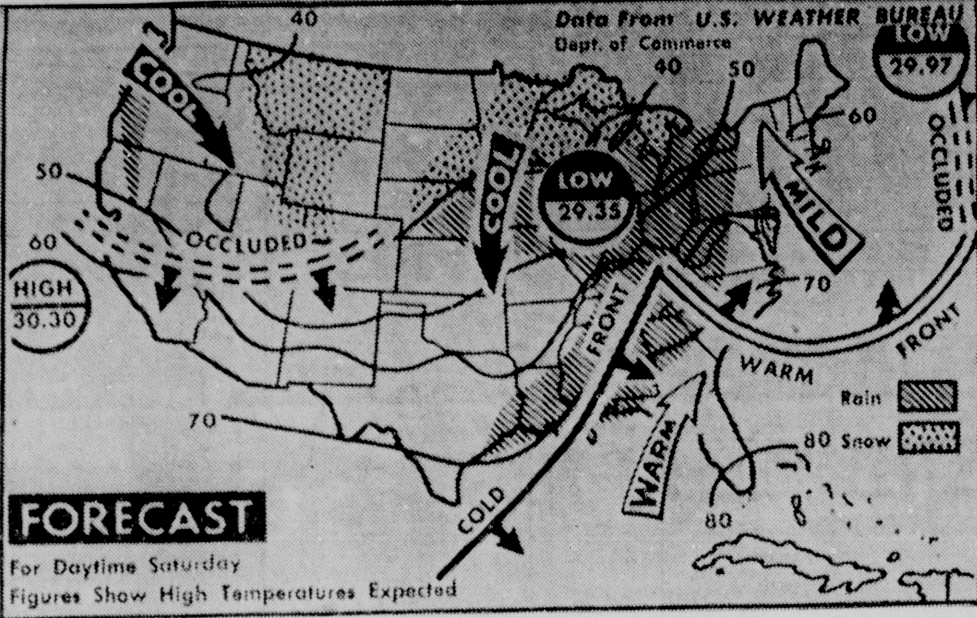 Data From U.S. WEATHER BUREAU
Dept. of Commerce
40
40
50
LOW
29.97
COOL
60
OCCLUDED
COOL
LOW
29.35
MILD
50
60
OCCLUDED
HIGH
30.30
70
FRONT
FRONT
WARM
Rain
70
WARM
80
Snow
COLD
80
FORECAST
For Daytime Saturday
Figures Show High Temperatures Expected